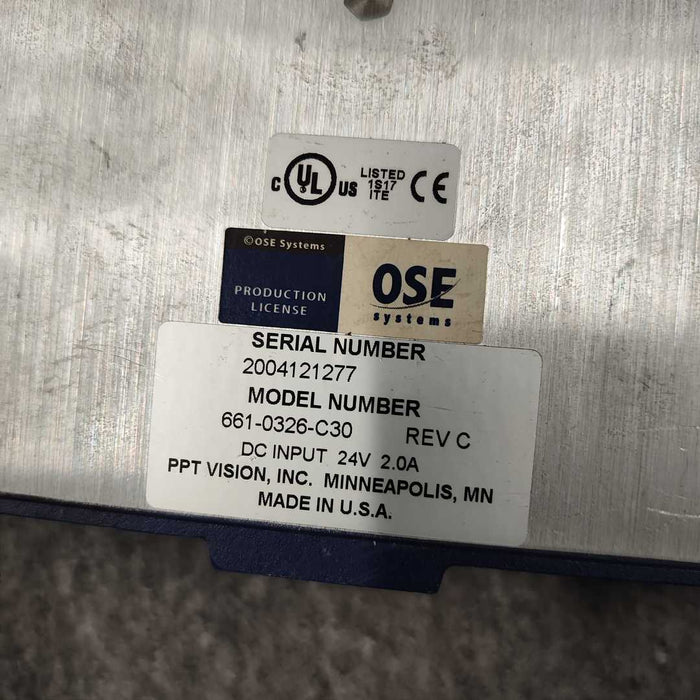 C UL US LISTED 1S17 ITE CE
©OSE Systems
PRODUCTION LICENSE
OSE systems
SERIAL NUMBER
2004121277
MODEL NUMBER
661-0326-C30 REV C
DC INPUT 24V 2.0A
PPT VISION, INC. MINNEAPOLIS, MN
MADE IN U.S.A.